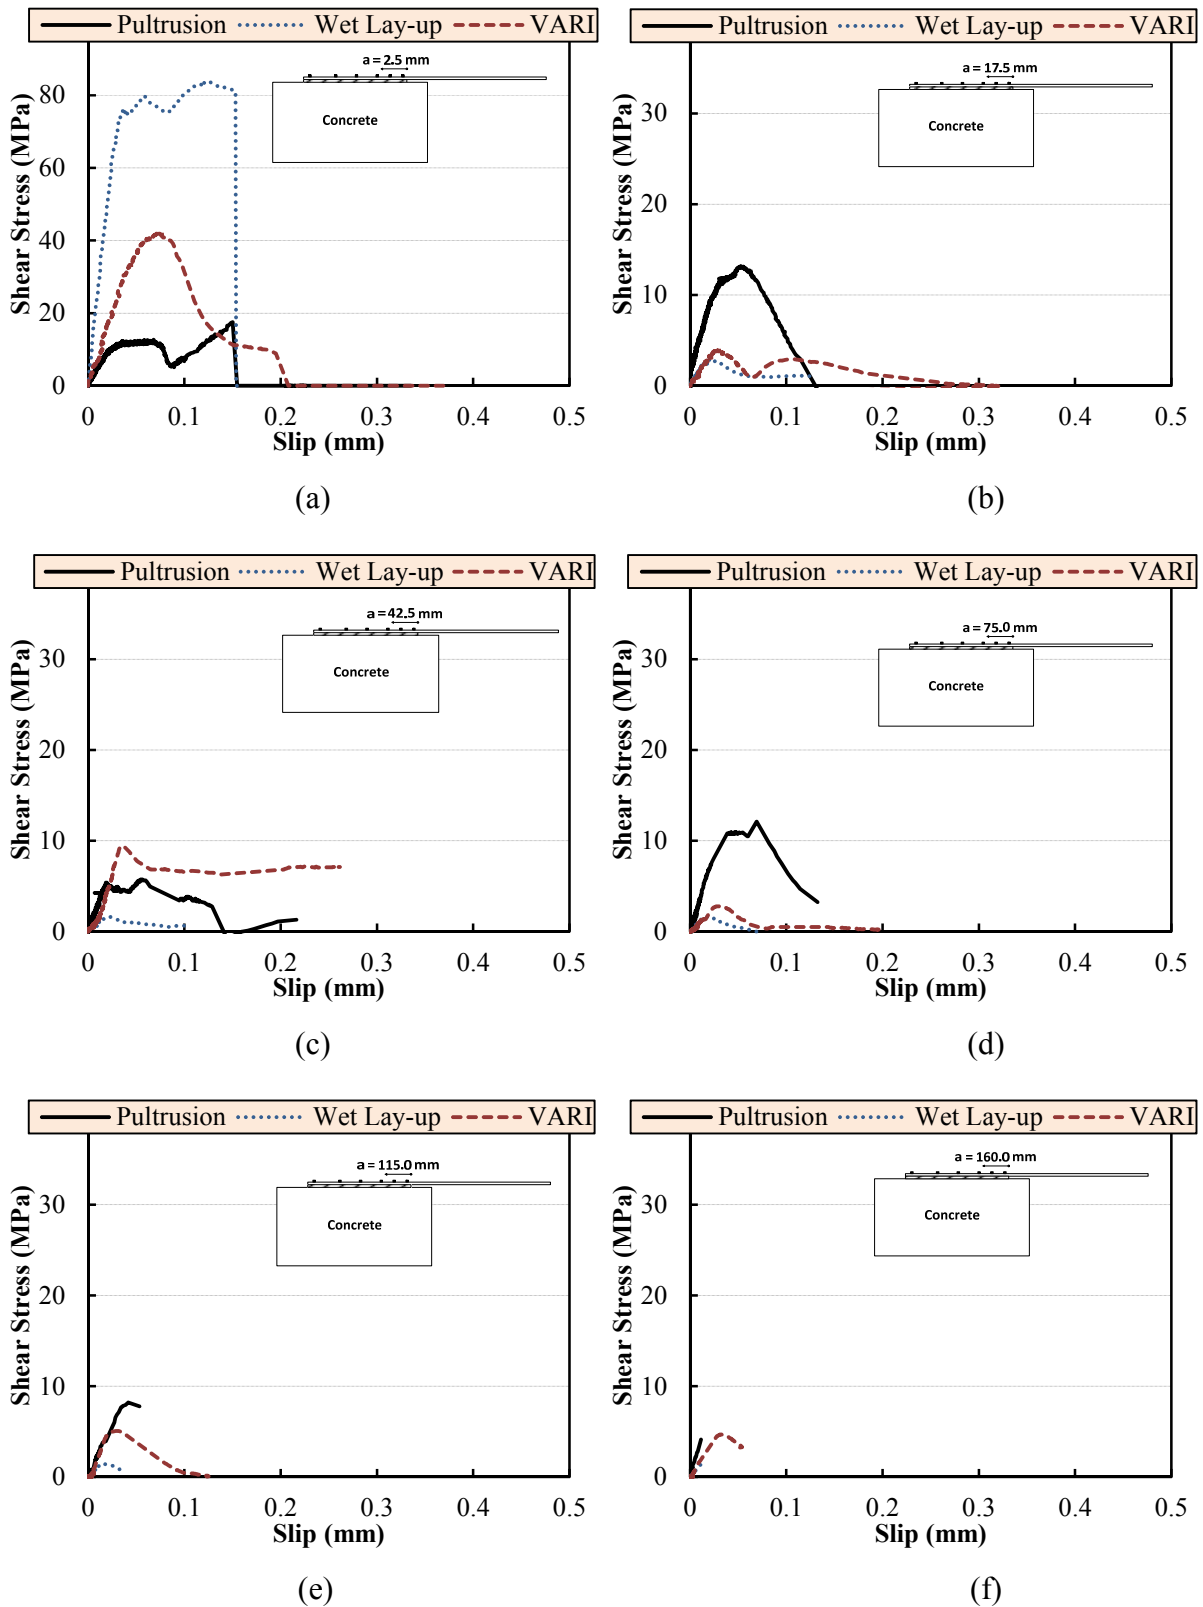 Pultrusion Wet Lay-up VARI
a = 2.5 mm
Concrete
Shear Stress (MPa)
80
60
40
20
0
0 0.1 0.2 0.3 0.4 0.5
Slip (mm)
(a)
Pultrusion Wet Lay-up VARI
a = 17.5 mm
Concrete
Shear Stress (MPa)
30
20
10
0
0 0.1 0.2 0.3 0.4 0.5
Slip (mm)
(b)
Pultrusion Wet Lay-up VARI
a = 42.5 mm
Concrete
Shear Stress (MPa)
30
20
10
0
0 0.1 0.2 0.3 0.4 0.5
Slip (mm)
(c)
Pultrusion Wet Lay-up VARI
a = 75.0 mm
Concrete
Shear Stress (MPa)
30
20
10
0
0 0.1 0.2 0.3 0.4 0.5
Slip (mm)
(d)
Pultrusion Wet Lay-up VARI
a = 115.0 mm
Concrete
Shear Stress (MPa)
30
20
10
0
0 0.1 0.2 0.3 0.4 0.5
Slip (mm)
(e)
Pultrusion Wet Lay-up VARI
a = 160.0 mm
Concrete
Shear Stress (MPa)
30
20
10
0
0 0.1 0.2 0.3 0.4 0.5
Slip (mm)
(f)